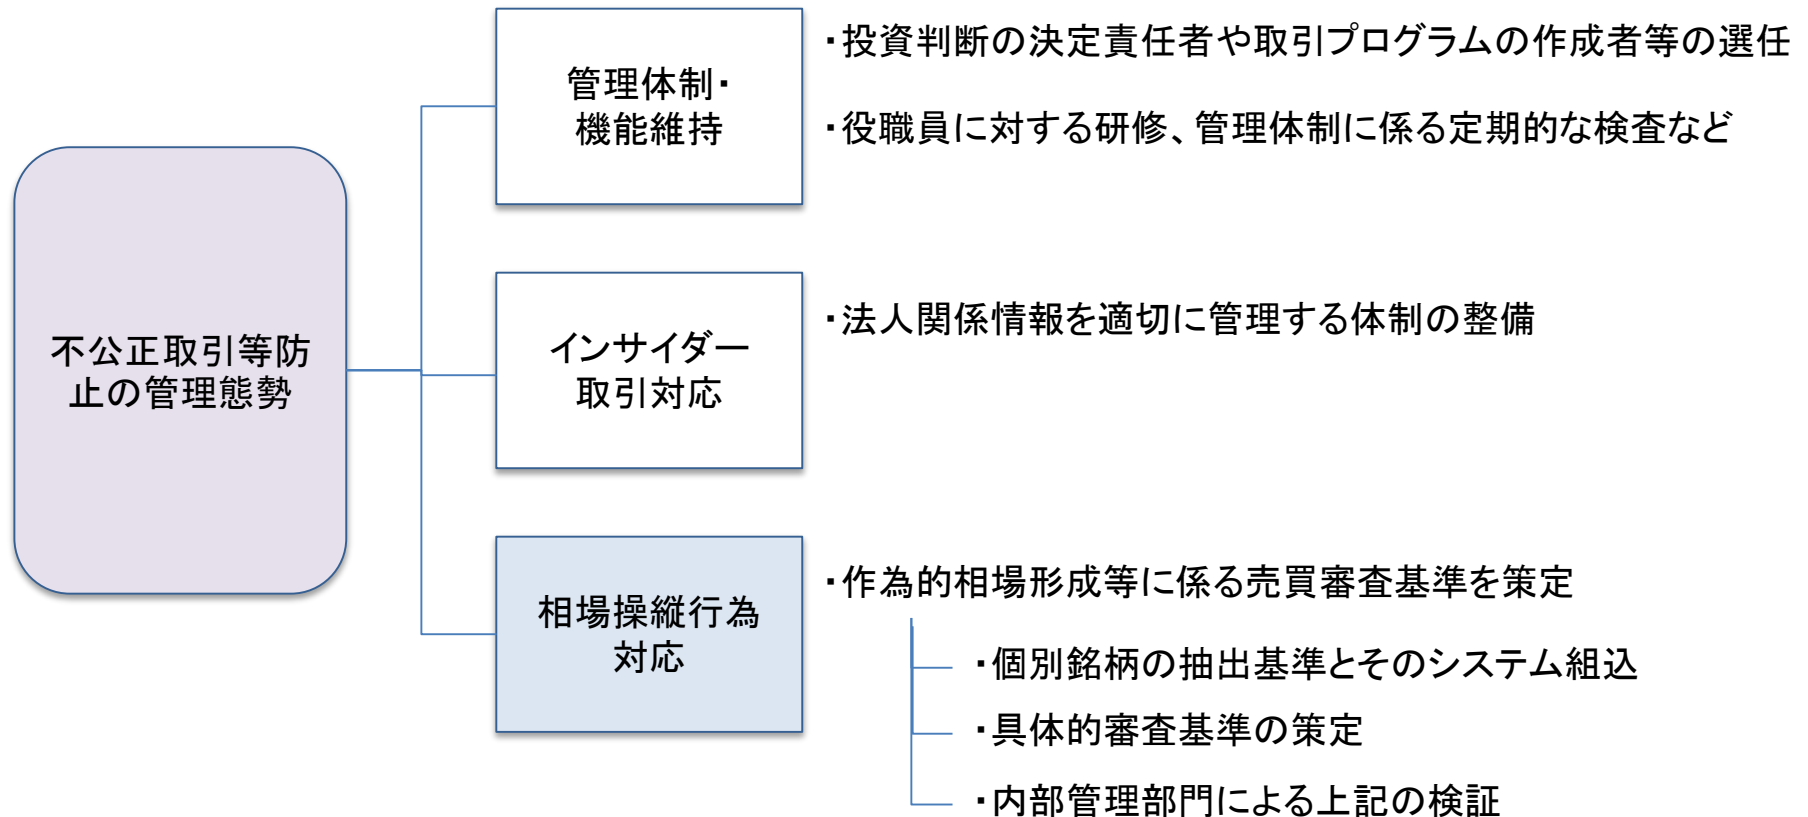 不公正取引等防
止の管理態勢
管理体制・
機能維持
・投資判断の決定責任者や取引プログラムの作成者等の選任
・役職員に対する研修、管理体制に係る定期的な検査など
インサイダー
取引対応
・法人関係情報を適切に管理する体制の整備
相場操縦行為
対応
・作為的相場形成等に係る売買審査基準を策定
・個別銘柄の抽出基準とそのシステム組込
・具体的審査基準の策定
・内部管理部門による上記の検証